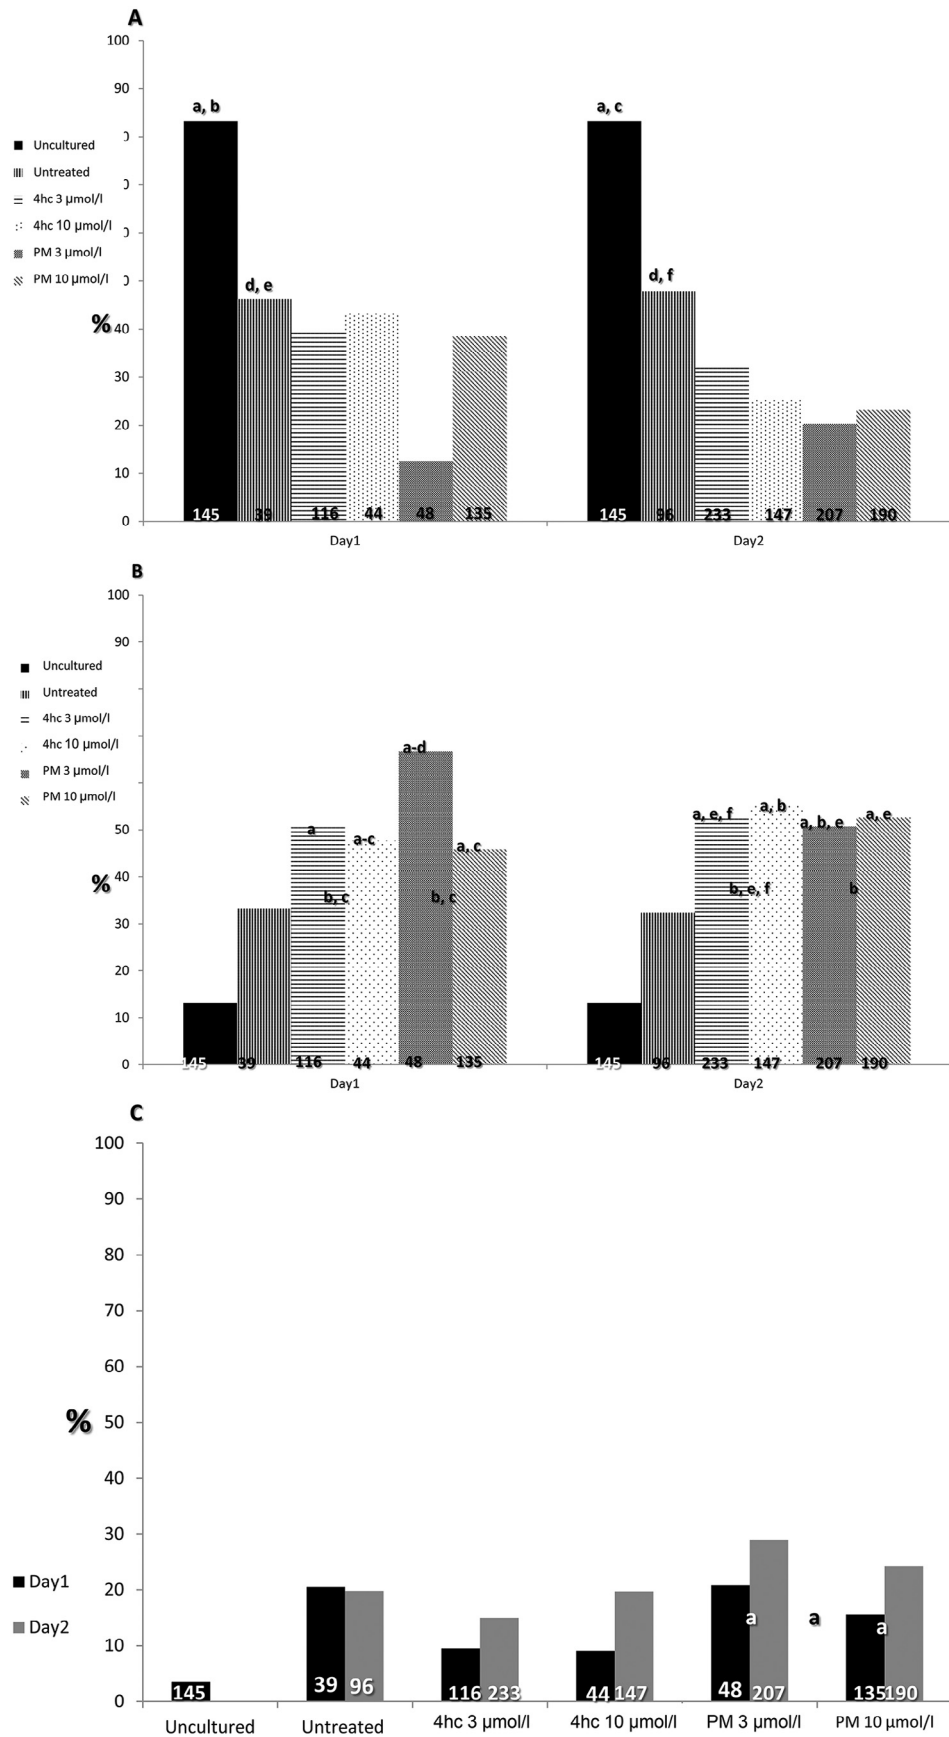 A
100
90
a, b
a, c
Uncultured
Untreated
4hc 3 µmol/l
4hc 10 µmol/l
PM 3 µmol/l
PM 10 µmol/l
d, e
d, f
%
40
30
20
10
0
145 39 116 44 48 135
145 96 233 147 207 190
Day1 Day2
B
100
90
Uncultured
Untreated
4hc 3 µmol/l
4hc 10 µmol/l
PM 3 µmol/l
PM 10 µmol/l
a-d
a
a-c
a, c
b, c
b, c
a, e, f
a, b
a, b, e
a, e
b, e, f
b
50
%
40
30
20
10
0
145 39 116 44 48 135
145 96 233 147 207 190
Day1 Day2
C
100
90
80
70
60
%
50
40
30
20
10
0
Day1
Day2
a
a
a
145 39 96 116 233 44 147 48 207 135 190
Uncultured Untreated 4hc 3 µmol/l 4hc 10 µmol/l PM 3 µmol/l PM 10 µmol/l